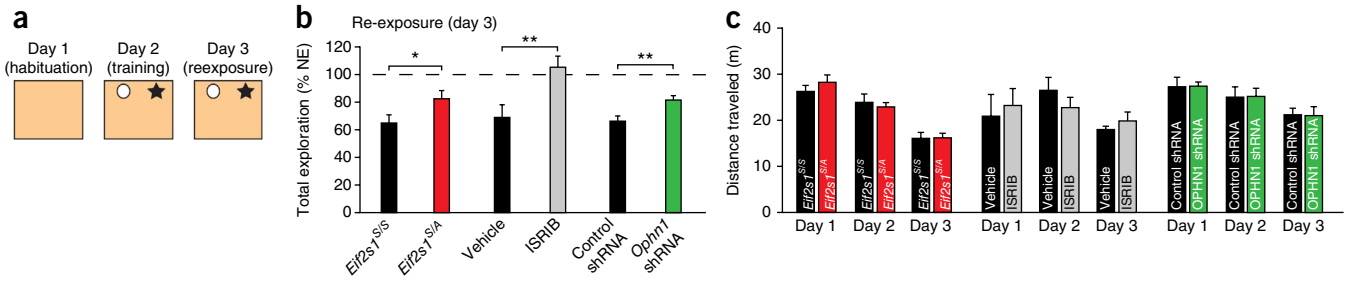 a
Day 1
(habituation)
Day 2
(training)
Day 3
(reexposure)
b
Re-exposure (day 3)
Total exploration (% NE)
120
100
80
60
40
20
0
*
**
**
Eif2s1S/S
Eif2s1S/A
Vehicle
ISRIB
Control
shRNA
Ophn1
shRNA
c
Distance traveled (m)
40
30
20
10
0
Eif2s1S/S
Eif2s1S/A
Eif2s1S/S
Eif2s1S/A
Eif2s1S/S
Eif2s1S/A
Vehicle
ISRIB
Vehicle
ISRIB
Vehicle
ISRIB
Control shRNA
OPHN1 shRNA
Control shRNA
OPHN1 shRNA
Control shRNA
OPHN1 shRNA
Day 1
Day 2
Day 3
Day 1
Day 2
Day 3
Day 1
Day 2
Day 3